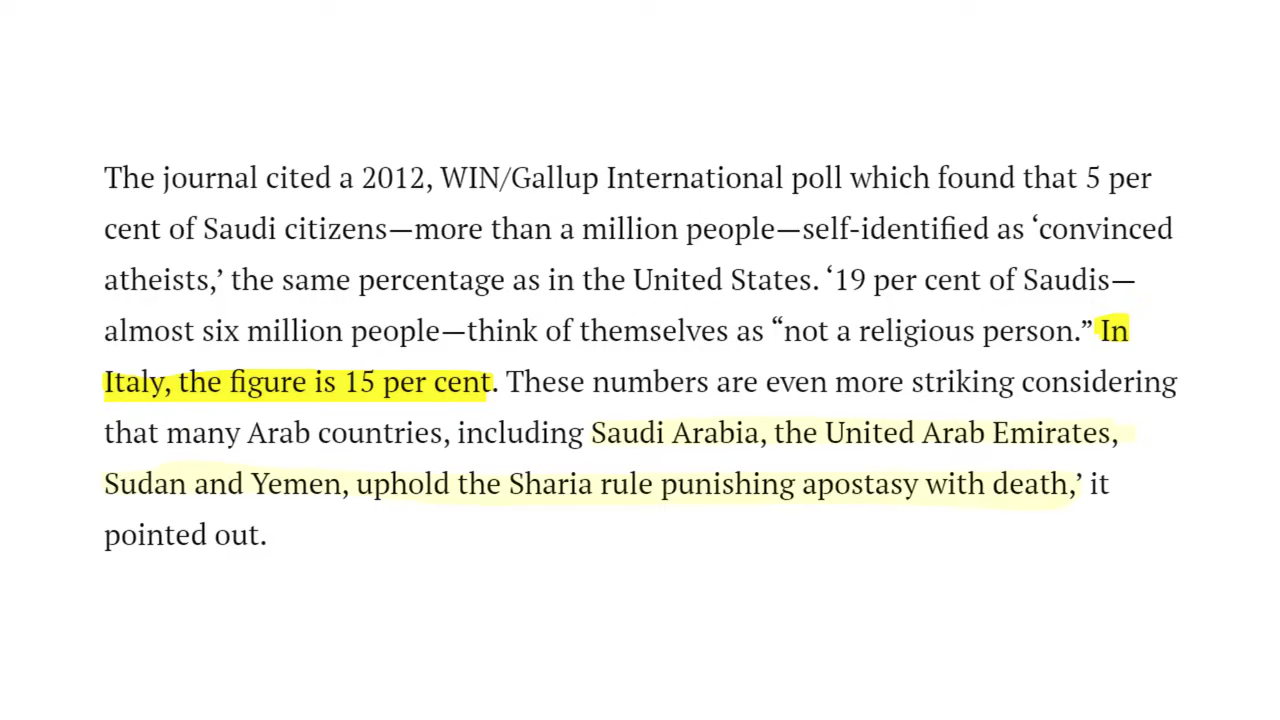 The journal cited a 2012, WIN/Gallup International poll which found that 5 per
cent of Saudi citizens—more than a million people—self-identified as ‘convinced
atheists,’ the same percentage as in the United States. ‘19 per cent of Saudis—
almost six million people—think of themselves as “not a religious person.” In
Italy, the figure is 15 per cent. These numbers are even more striking considering
that many Arab countries, including Saudi Arabia, the United Arab Emirates,
Sudan and Yemen, uphold the Sharia rule punishing apostasy with death,’ it
pointed out.